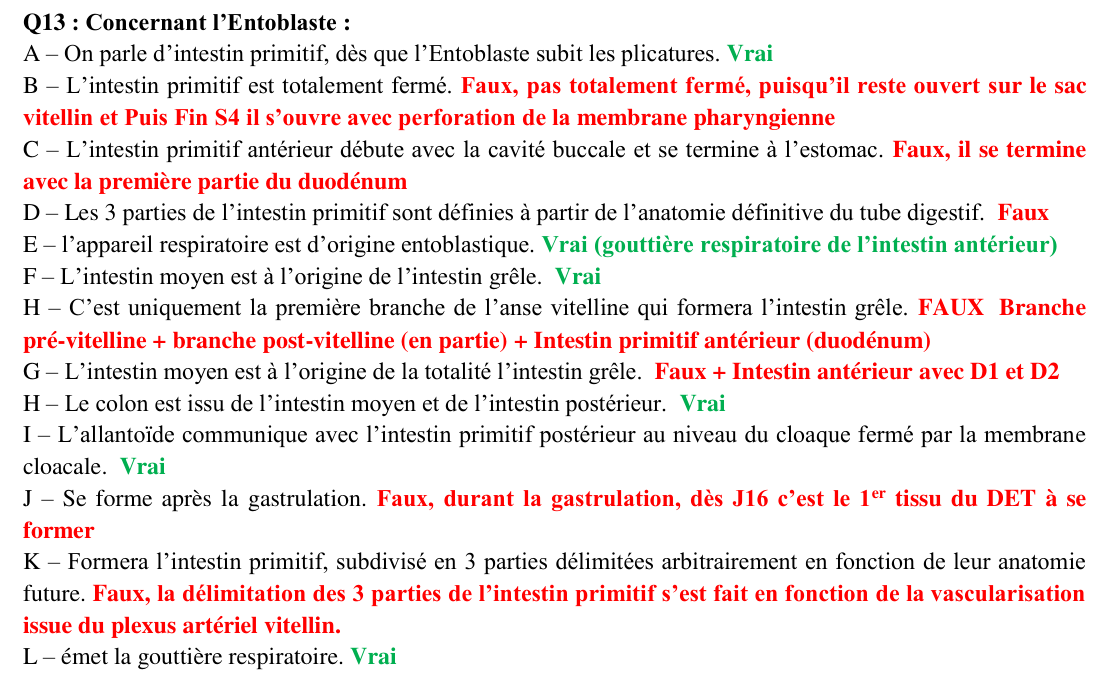 Q13 : Concernant l’Entoblaste :
A – On parle d’intestin primitif, dès que l’Entoblaste subit les plicatures. Vrai
B – L’intestin primitif est totalement fermé. Faux, pas totalement fermé, puisqu’il reste ouvert sur le sac
vitellin et Puis Fin S4 il s’ouvre avec perforation de la membrane pharyngienne
C – L’intestin primitif antérieur débute avec la cavité buccale et se termine à l’estomac. Faux, il se termine
avec la première partie du duodénum
D – Les 3 parties de l’intestin primitif sont définies à partir de l’anatomie définitive du tube digestif. Faux
E – l’appareil respiratoire est d’origine entoblastique. Vrai (gouttière respiratoire de l’intestin antérieur)
F – L’intestin moyen est à l’origine de l’intestin grêle. Vrai
H – C’est uniquement la première branche de l’anse vitelline qui formera l’intestin grêle. FAUX Branche
pré-vitelline + branche post-vitelline (en partie) + Intestin primitif antérieur (duodénum)
G – L’intestin moyen est à l’origine de la totalité l’intestin grêle. Faux + Intestin antérieur avec D1 et D2
H – Le colon est issu de l’intestin moyen et de l’intestin postérieur. Vrai
I – L’allantoïde communique avec l’intestin primitif postérieur au niveau du cloaque fermé par la membrane
cloacale. Vrai
J – Se forme après la gastrulation. Faux, durant la gastrulation, dès J16 c’est le 1er tissu du DET à se
former
K – Formera l’intestin primitif, subdivisé en 3 parties délimitées arbitrairement en fonction de leur anatomie
future. Faux, la délimitation des 3 parties de l’intestin primitif s’est fait en fonction de la vascularisation
issue du plexus artériel vitellin.
L – émet la gouttière respiratoire. Vrai